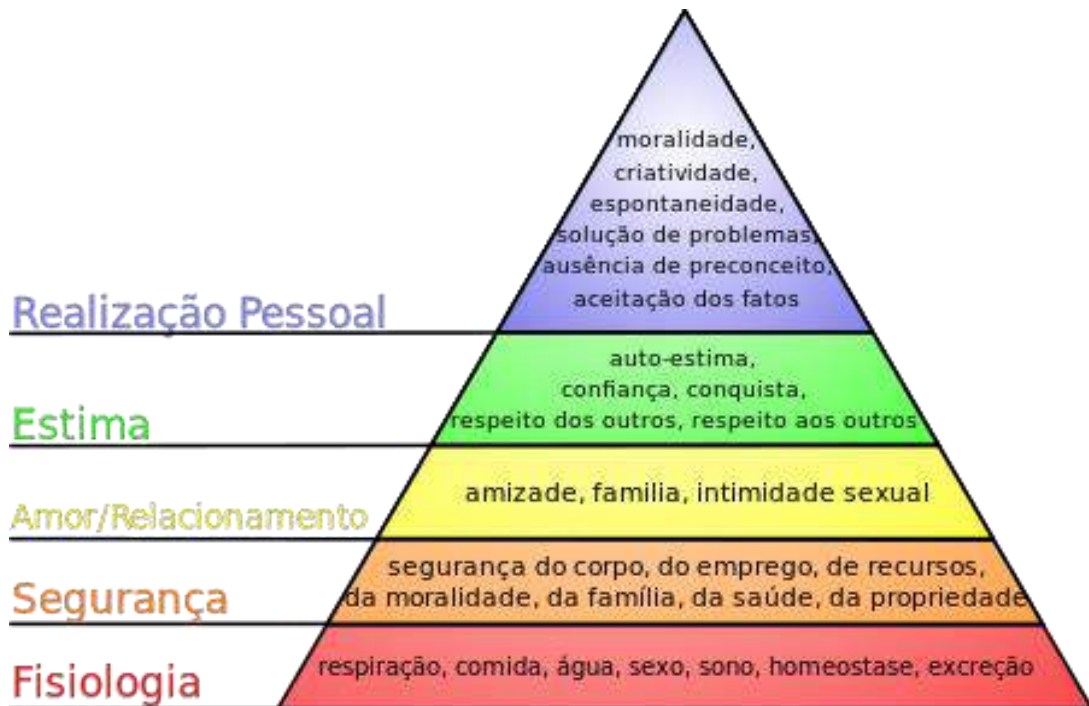 moralidade,
criatividade,
espontaneidade,
solução de problemas,
ausência de preconceito,
aceitação dos fatos
Realização Pessoal
auto-estima,
confiança, conquista,
respeito dos outros, respeito aos outros
Estima
amizade, familia, intimidade sexual
Amor/Relacionamento
segurança do corpo, do emprego, de recursos,
da moralidade, da família, da saúde, da propriedade
Segurança
respiração, comida, água, sexo, sono, homeostase, excreção
Fisiologia